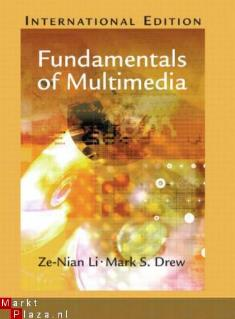 INTERNATIONAL EDITION
Fundamentals
of Multimedia
Ze-Nian Li · Mark S. Drew
Markt
Plaza.nl